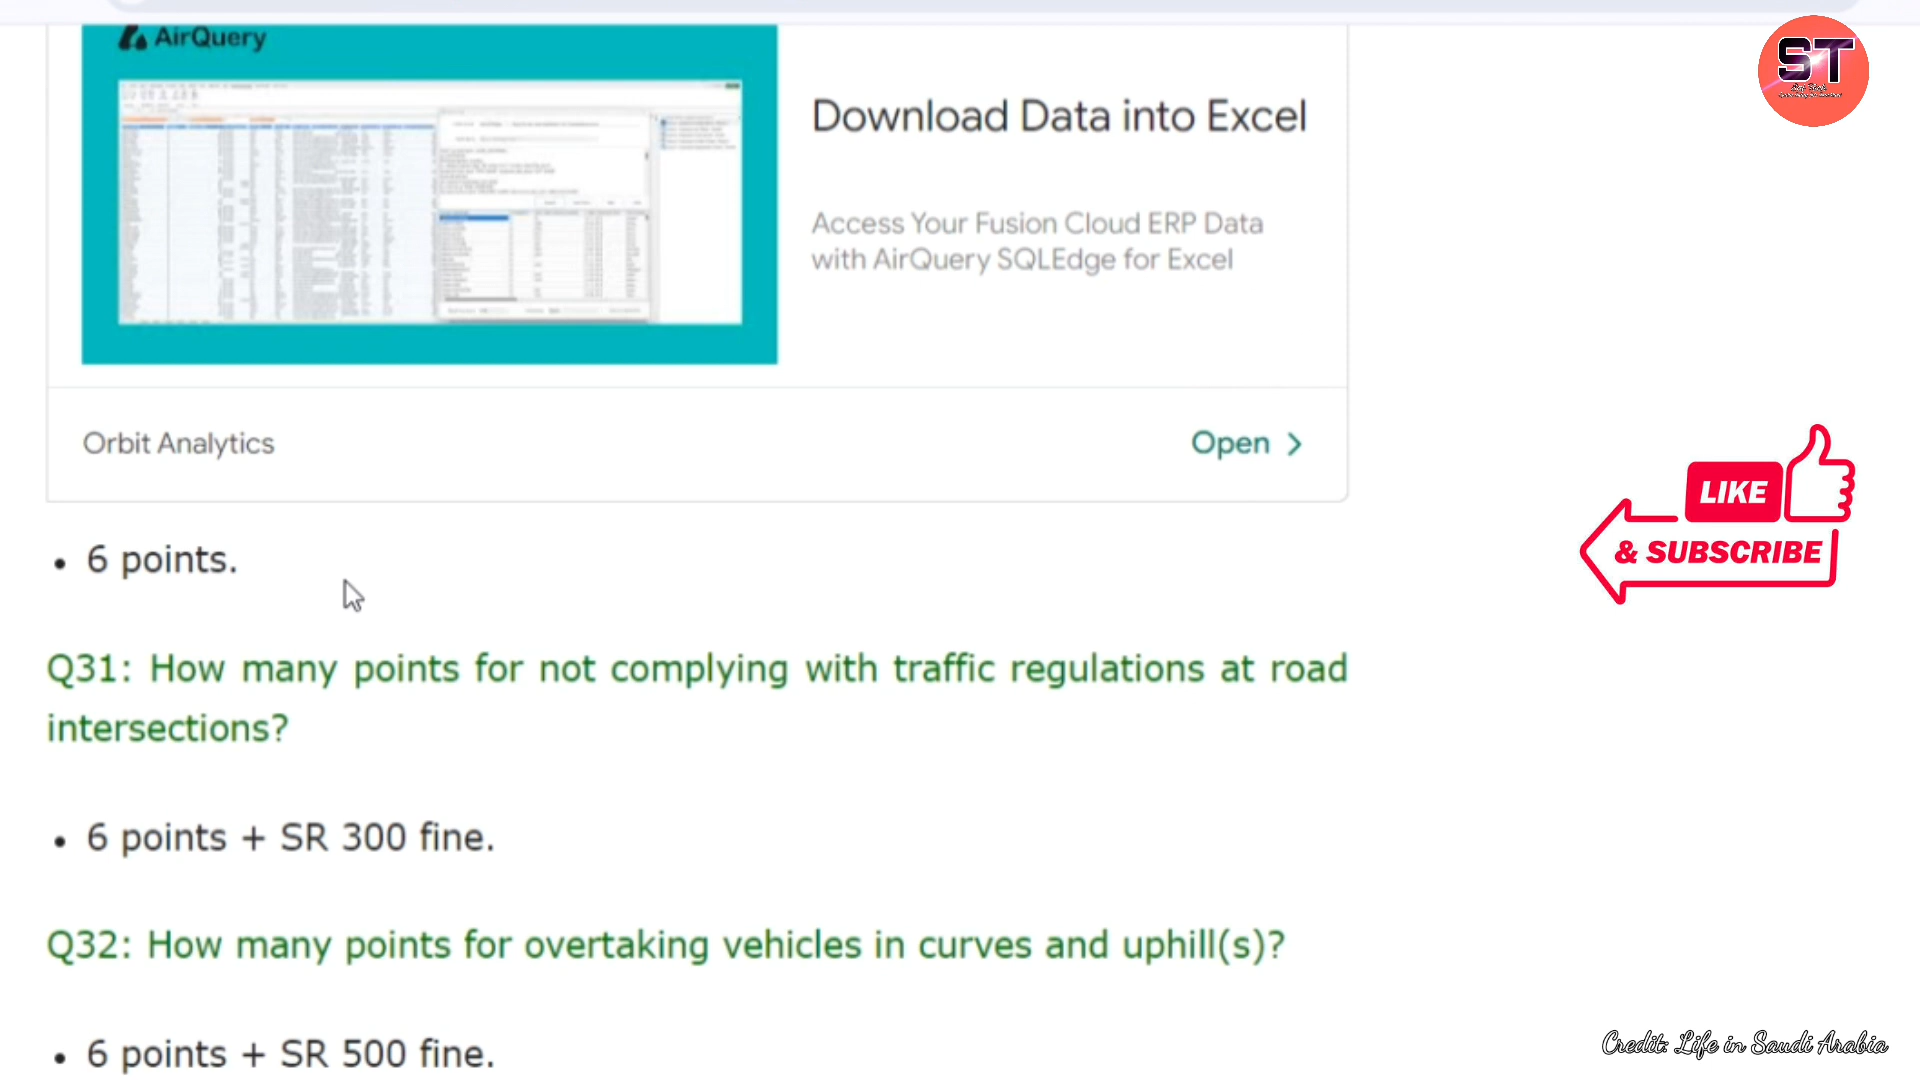 AirQuery
ST
Download Data into Excel
Access Your Fusion Cloud ERP Data
with AirQuery SQLEdge for Excel
Orbit Analytics
Open
LIKE
& SUBSCRIBE
• 6 points.
Q31: How many points for not complying with traffic regulations at road
intersections?
• 6 points + SR 300 fine.
Q32: How many points for overtaking vehicles in curves and uphill(s)?
• 6 points + SR 500 fine.
Credit: Life in Saudi Arabia